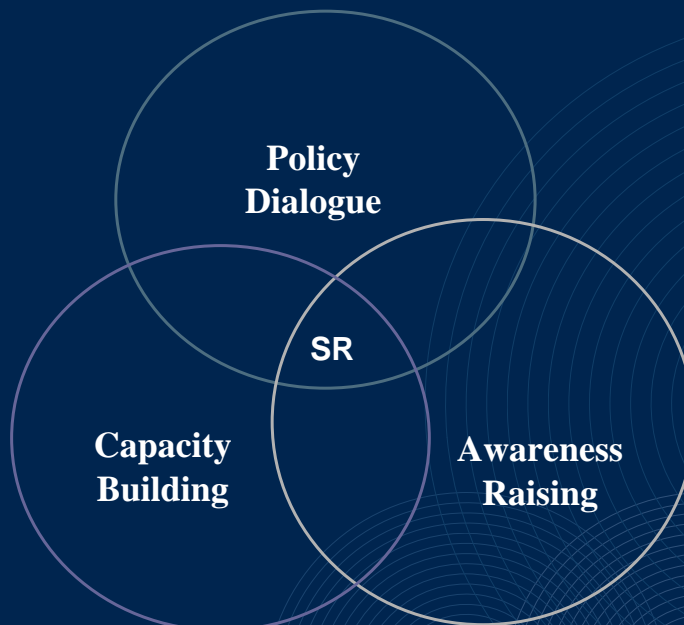 Policy
Dialogue
SR
Capacity
Building
Awareness
Raising